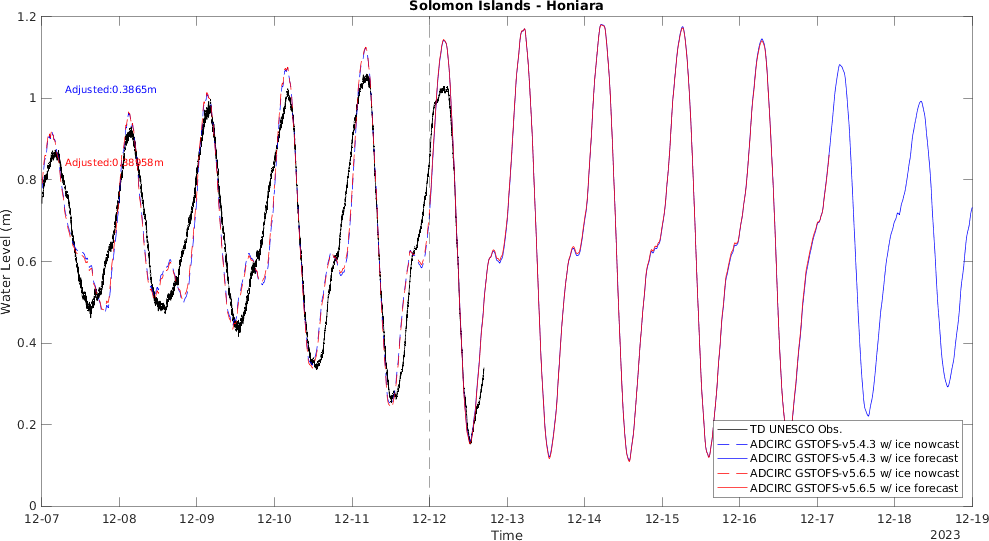 Solomon Islands - Honiara
1.2
1
0.8
0.6
0.4
0.2
0
Water Level (m)
Adjusted:0.3865m
Adjusted:0.38958m
TD UNESCO Obs.
ADCIRC GSTOFS-v5.4.3 w/ ice nowcast
ADCIRC GSTOFS-v5.4.3 w/ ice forecast
ADCIRC GSTOFS-v5.6.5 w/ ice nowcast
ADCIRC GSTOFS-v5.6.5 w/ ice forecast
12-07 12-08 12-09 12-10 12-11 12-12 12-13 12-14 12-15 12-16 12-17 12-18 12-19
Time
2023